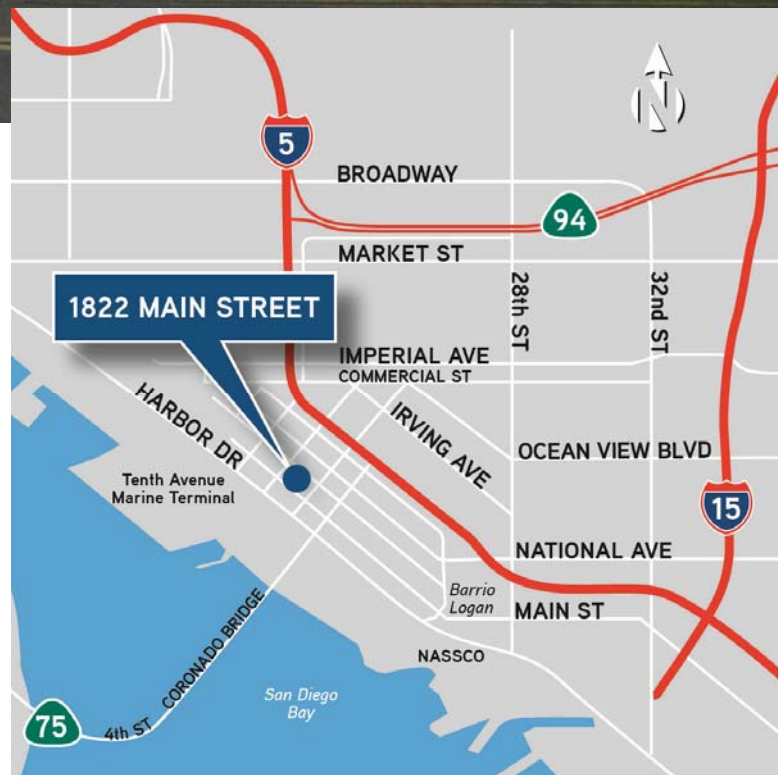 5
N
BROADWAY
94
MARKET ST
28th ST
32nd ST
1822 MAIN STREET
IMPERIAL AVE
COMMERCIAL ST
HARBOR DR
IRVING AVE
OCEAN VIEW BLVD
Tenth Avenue
Marine Terminal
15
NATIONAL AVE
Barrio
Logan
MAIN ST
CORONADO BRIDGE
NASSCO
San Diego
Bay
75
4th ST